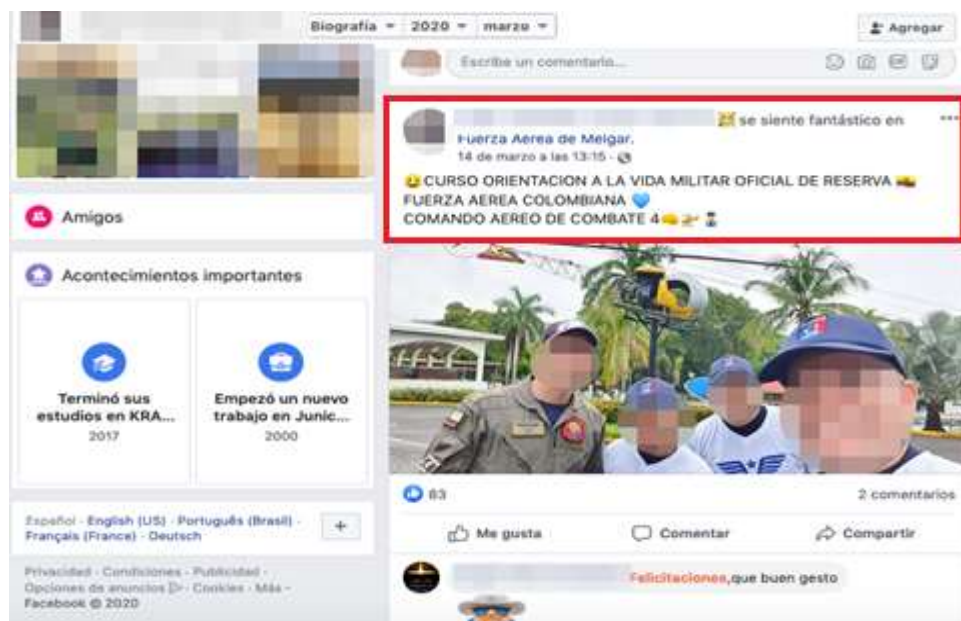 Biografía 2020 marzo
Agregar
Escribe un comentario...
se siente fantástico en
Fuerza Aerea de Melgar.
14 de marzo a las 13:15 ·
CURSO ORIENTACION A LA VIDA MILITAR OFICIAL DE RESERVA
FUERZA AEREA COLOMBIANA
COMANDO AEREO DE COMBATE 4
Amigos
Acontecimientos importantes
Terminó sus
estudios en KRA...
2017
Empezó un nuevo
trabajo en Junic...
2000
83
2 comentarios
Español · English (US) · Português (Brasil) ·
Français (France) · Deutsch
Me gusta
Comentar
Compartir
Privacidad · Condiciones · Publicidad ·
Opciones de anuncios · Cookies · Más ·
Facebook © 2020
Felicitaciones,que buen gesto